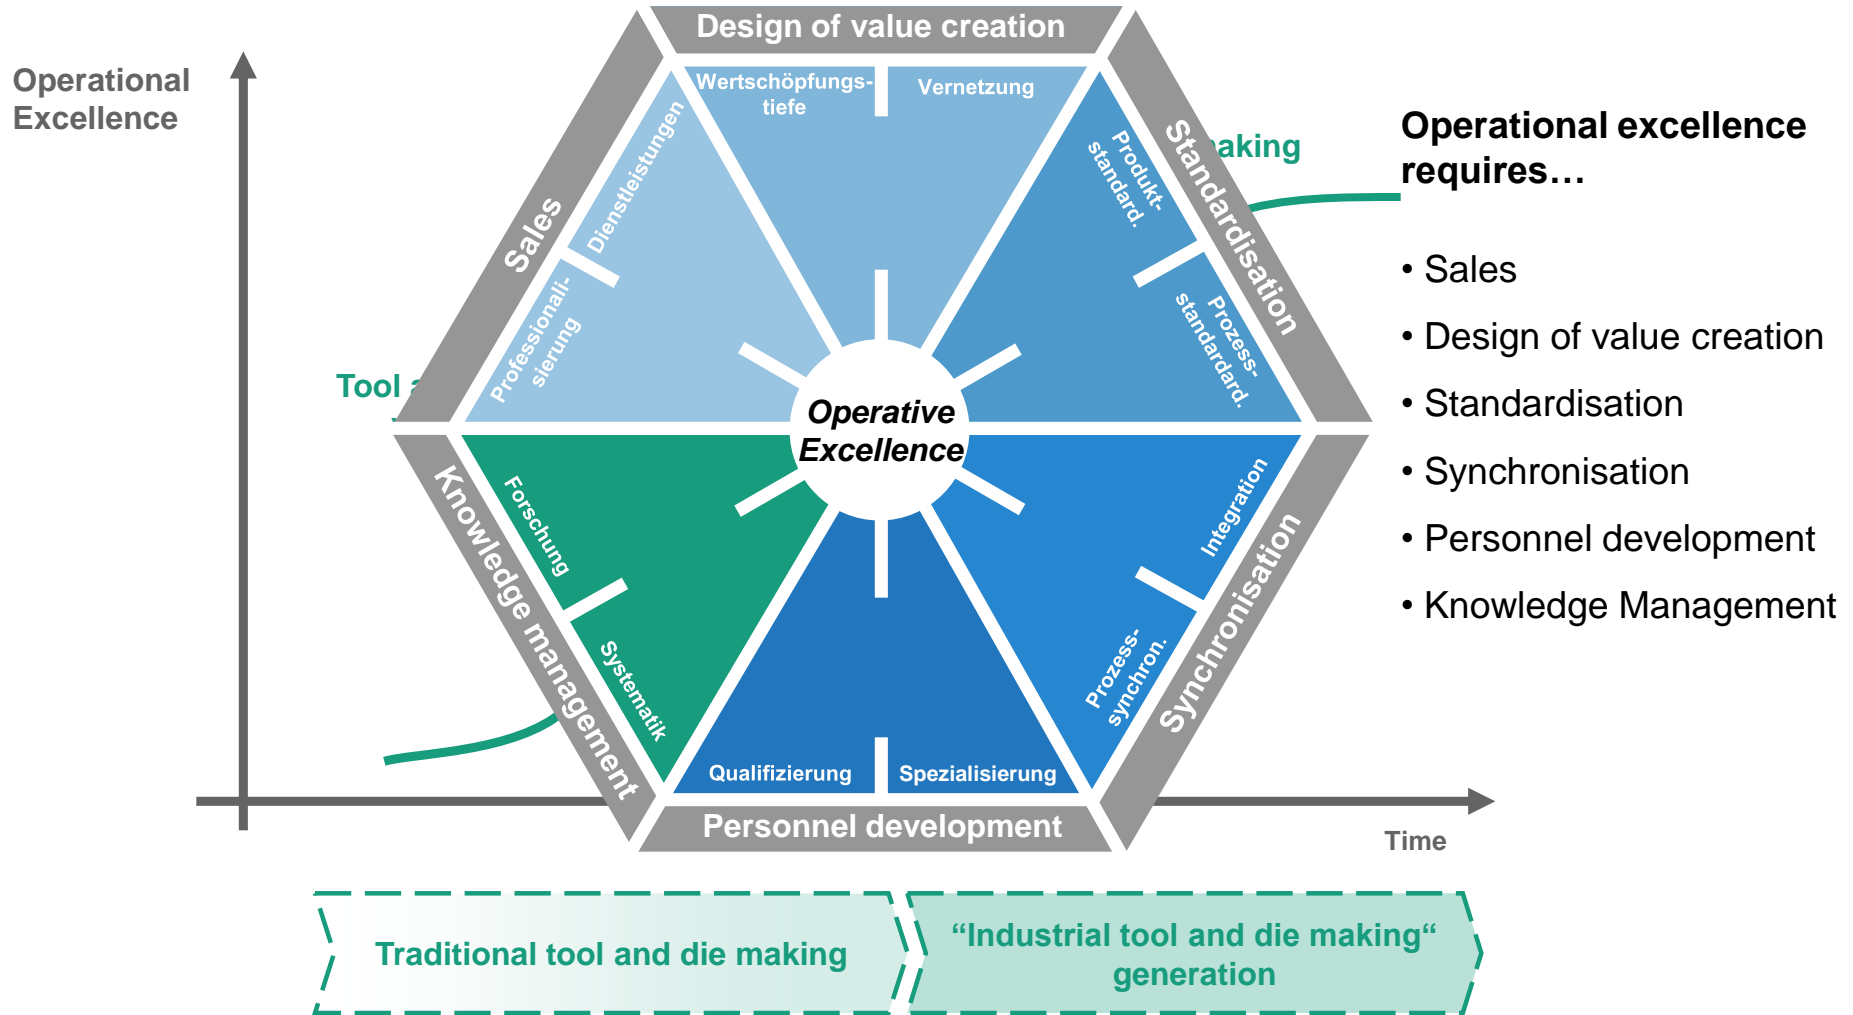 Operational
Excellence
Design of value creation
Wertschöpfungs-
tiefe
Vernetzung
Sales
Dienstleistungen
Professionali-
sierung
Standardisation
Produkt-
standard.
Prozess-
standardard.
Tool
aking
Operative
Excellence
Knowledge management
Forschung
Systematik
Synchronisation
Integration
Prozess-
synchron.
Qualifizierung
Spezialisierung
Personnel development
Time
Operational excellence
requires…
• Sales
• Design of value creation
• Standardisation
• Synchronisation
• Personnel development
• Knowledge Management
Traditional tool and die making
“Industrial tool and die making“
generation